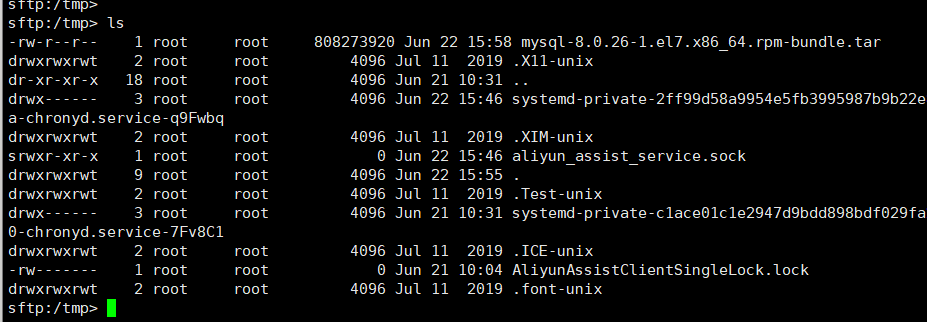 sftp:/tmp>
sftp:/tmp> ls
-rw-r--r--    1 root     root     808273920 Jun 22 15:58 mysql-8.0.26-1.el7.x86_64.rpm-bundle.tar
drwxrwxrwt    2 root     root          4096 Jul 11  2019 .X11-unix
dr-xr-xr-x   18 root     root          4096 Jun 21 10:31 ..
drwx------    3 root     root          4096 Jun 22 15:46 systemd-private-2ff99d58a9954e5fb3995987b9b22e
a-chronyd.service-q9Fwbq
drwxrwxrwt    2 root     root          4096 Jul 11  2019 .XIM-unix
srwxr-xr-x    1 root     root             0 Jun 22 15:46 aliyun_assist_service.sock
drwxrwxrwt    9 root     root          4096 Jun 22 15:55 .
drwxrwxrwt    2 root     root          4096 Jul 11  2019 .Test-unix
drwx------    3 root     root          4096 Jun 21 10:31 systemd-private-c1ace01c1e2947d9bdd898bdf029fa
0-chronyd.service-7Fv8C1
drwxrwxrwt    2 root     root          4096 Jul 11  2019 .ICE-unix
-rw-------    1 root     root             0 Jun 21 10:04 AliyunAssistClientSingleLock.lock
drwxrwxrwt    2 root     root          4096 Jul 11  2019 .font-unix
sftp:/tmp>